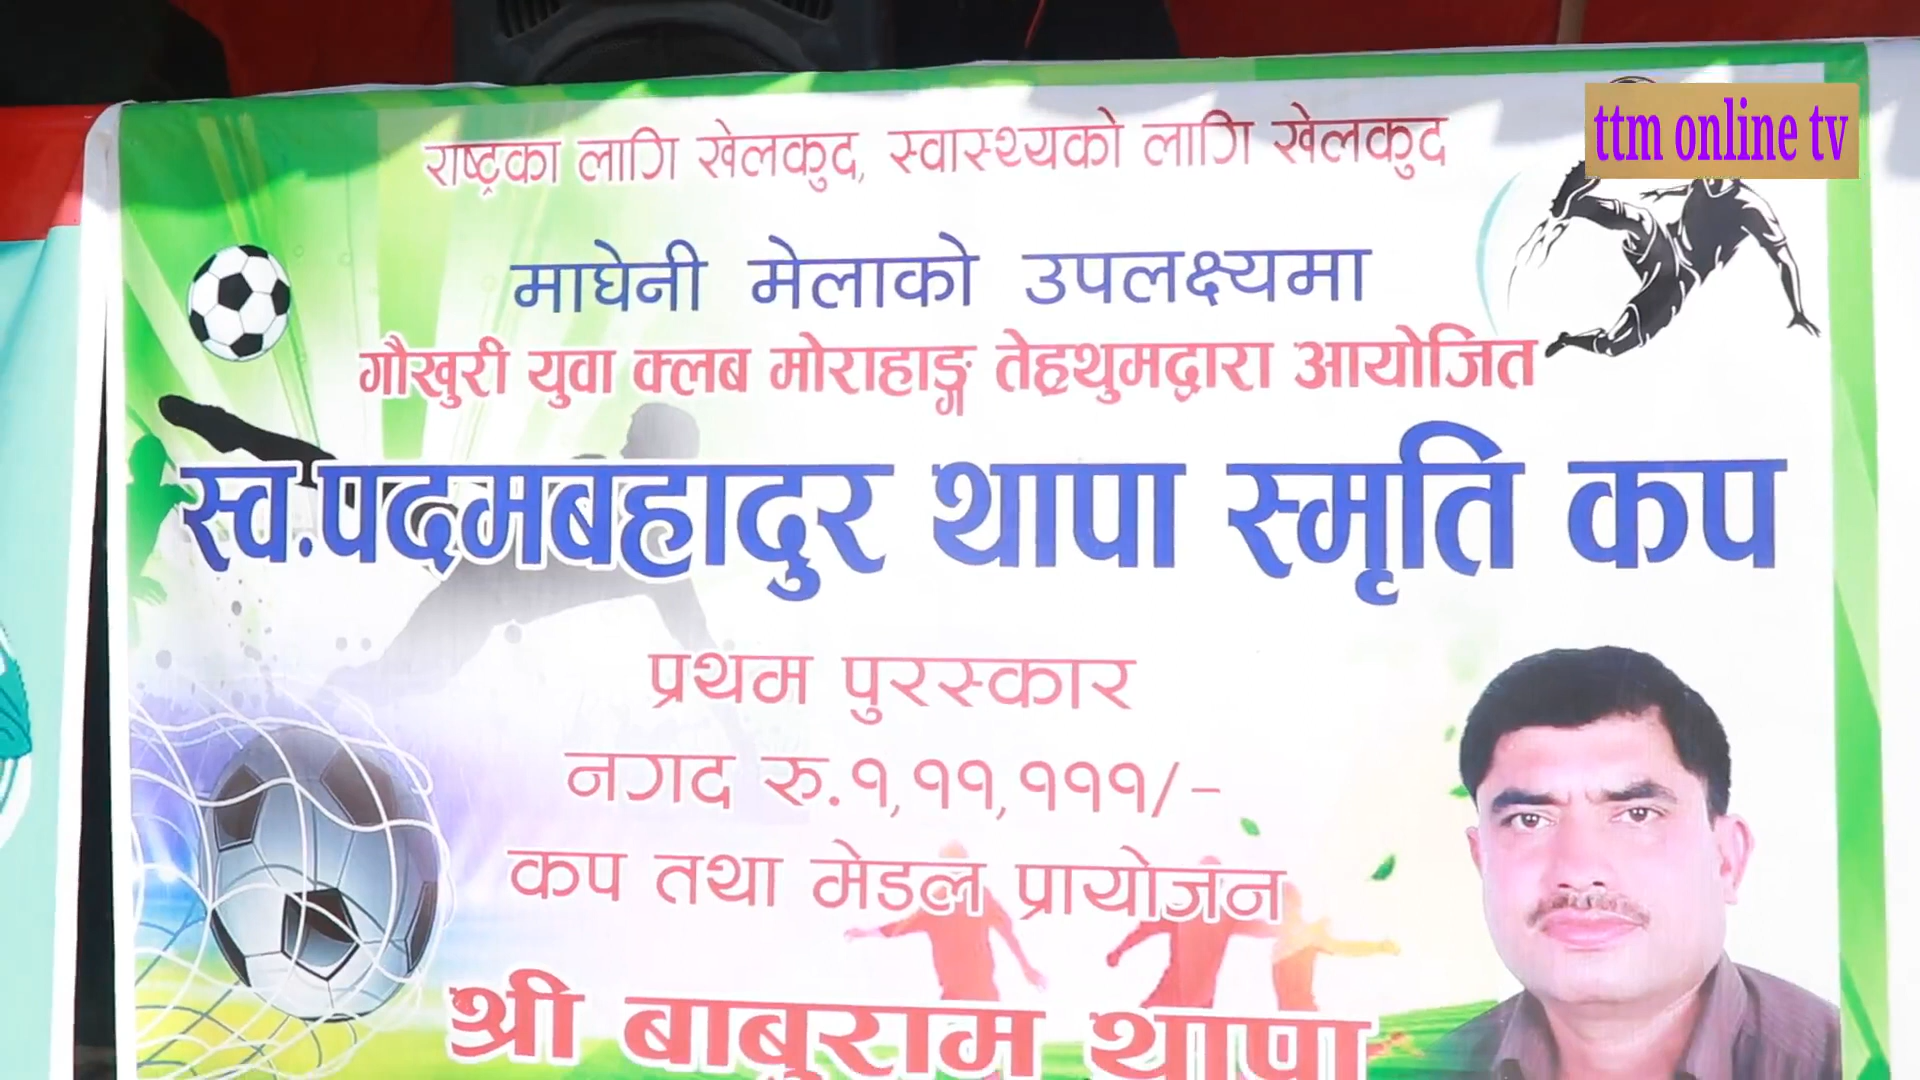 ttm online tv
राष्ट्रका लागि खेलकुद, स्वास्थ्यको लागि खेलकुद
माघेनी मेलाको उपलक्ष्यमा
गौखुरी युवा क्लब मोराहाङ्ग तेह्रथुमद्वारा आयोजित
स्व.पदमबहादुर थापा स्मृति कप
प्रथम पुरस्कार
नगद रु.१,११,१११/-
कप तथा मेडल प्रायोजन
श्री बाबुराम थापा